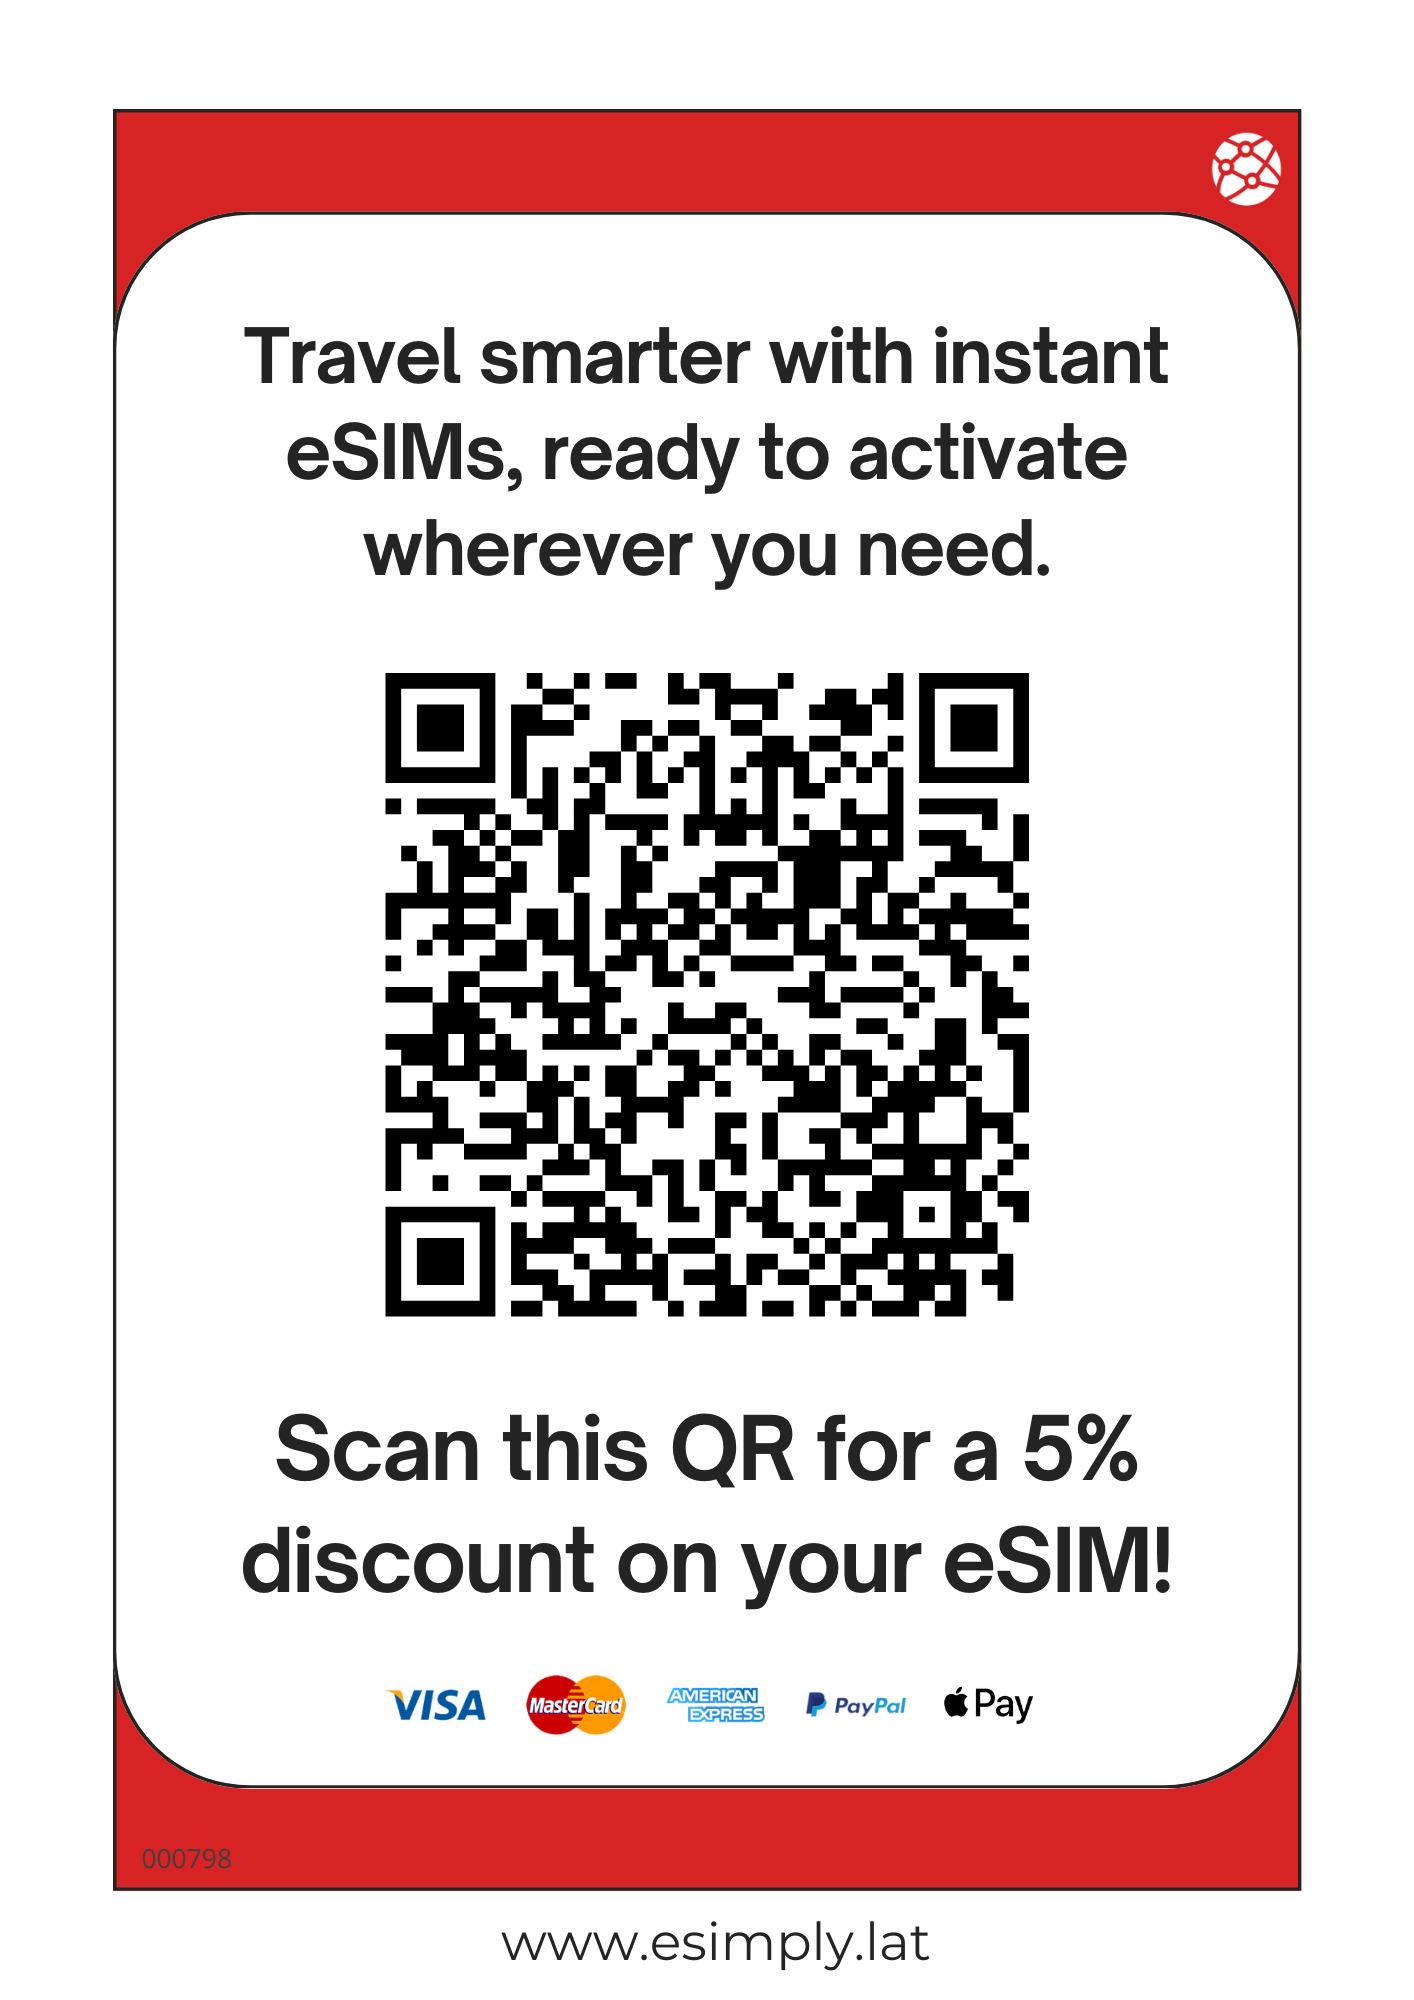 Travel smarter with instant
eSIMs, ready to activate
wherever you need.
Scan this QR for a 5%
discount on your eSIM!
VISA MasterCard AMERICAN EXPRESS PayPal Pay
000798
www.esimply.lat